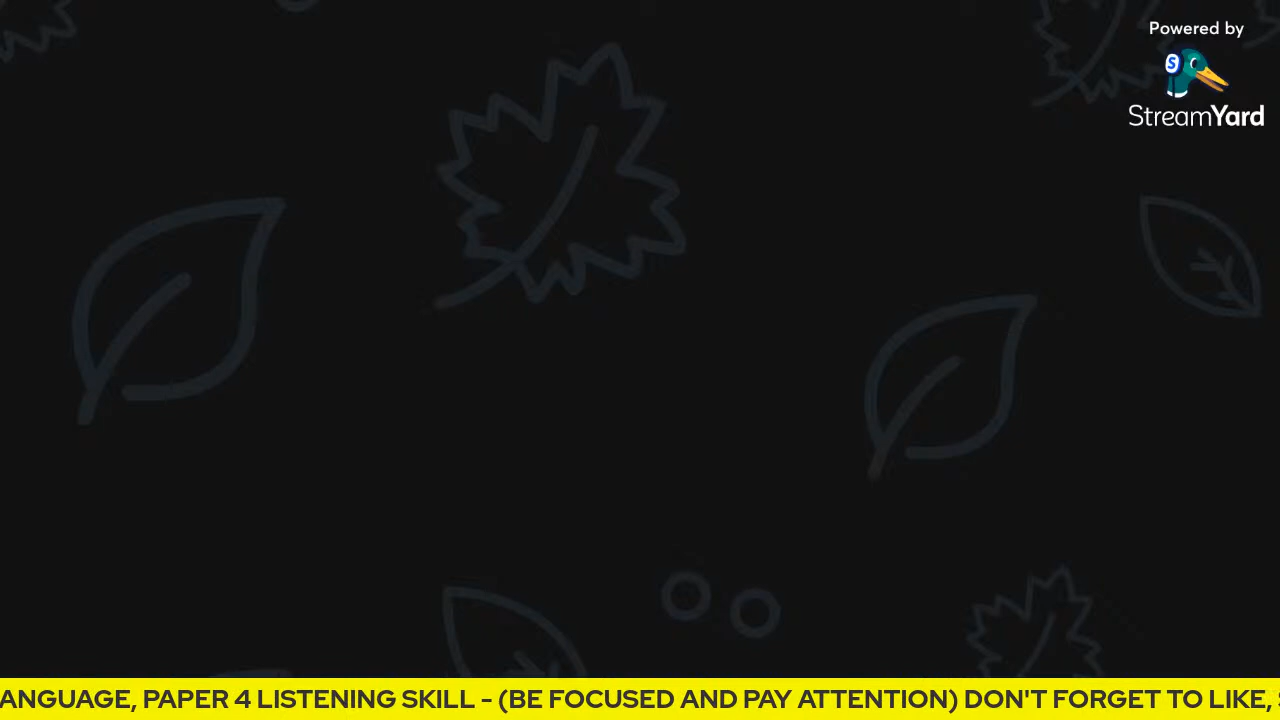 Powered by
S
StreamYard
ANGUAGE, PAPER 4 LISTENING SKILL - (BE FOCUSED AND PAY ATTENTION) DON'T FORGET TO LIKE,